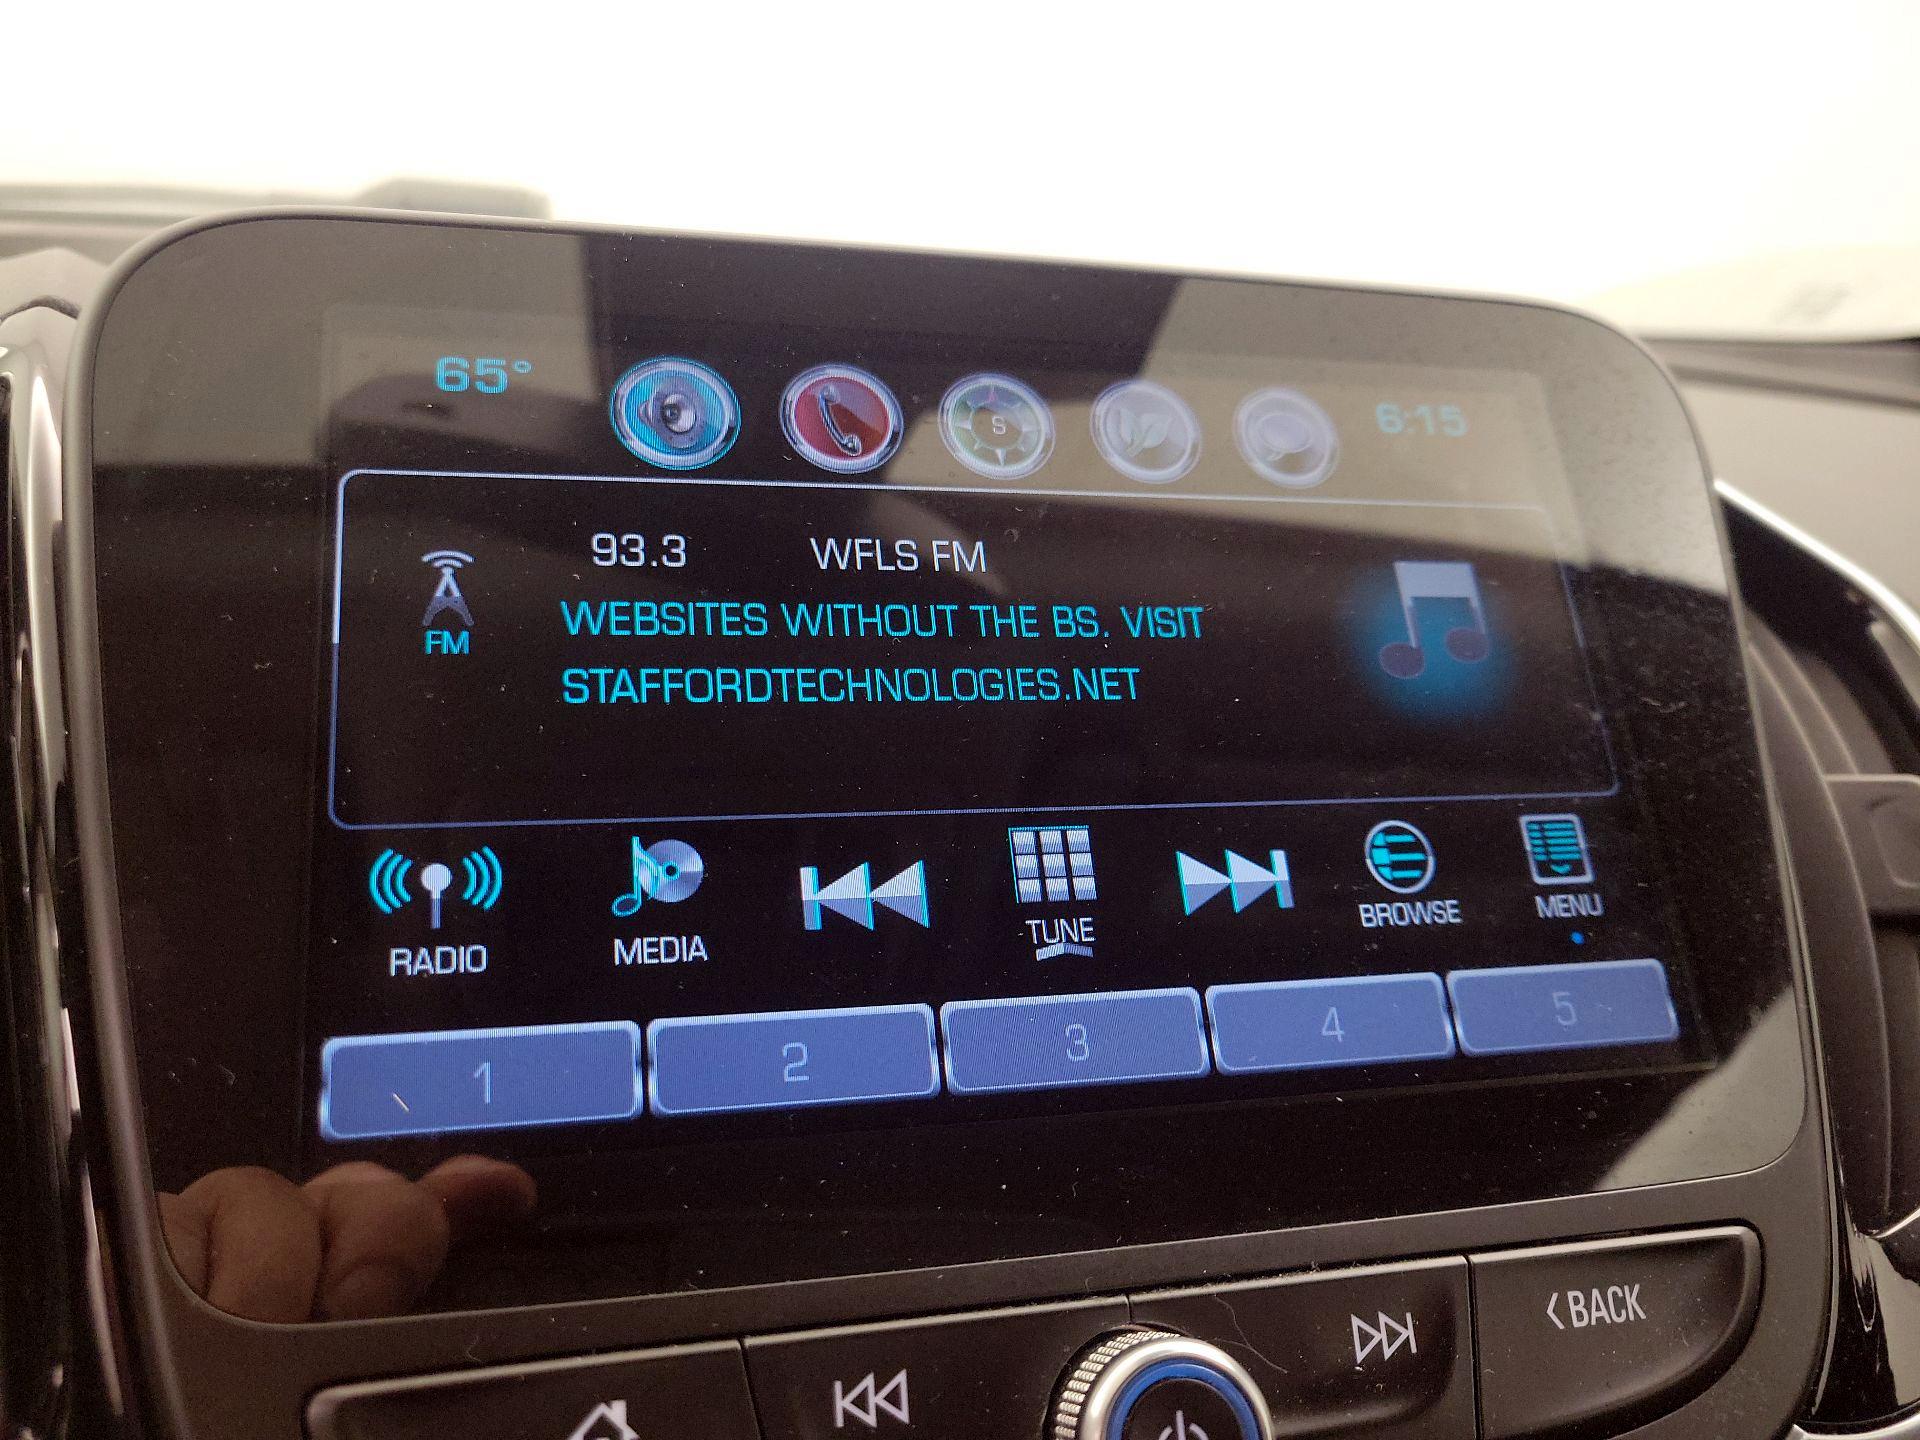 65° S 6:15
93.3 WFLS FM
FM
WEBSITES WITHOUT THE BS. VISIT
STAFFORDTECHNOLOGIES.NET
RADIO MEDIA TUNE BROWSE MENU
1 2 3 4 5
BACK